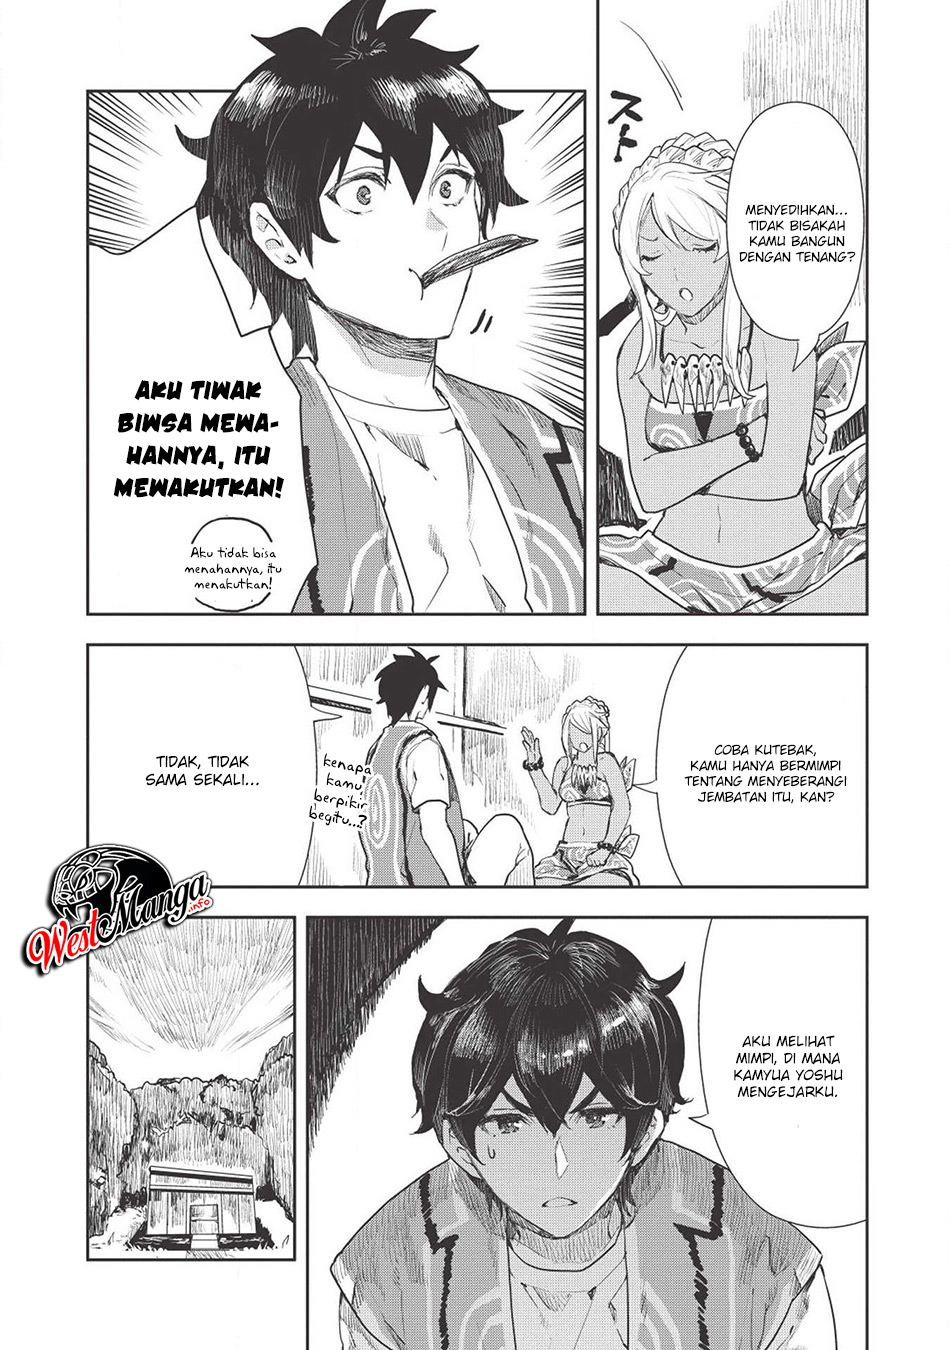 スト
MENYEDIHKAN...
TIDAK BISAKAH
KAMU BANGUN
DENGAN TENANG?
AKU TIWAK
BIWSA MEWA-
HANNYA, ITU
MEWAKUTKAN!
Aku tidak bisa
menahannya, itu
menakutkan!
COBA KUTEBAK,
KAMU HANYA BERMIMPI
TENTANG MENYEBERANGI
JEMBATAN ITU, KAN?
kenapa
kamu
berpikir
begitu...?
TIDAK, TIDAK
SAMA SEKALI...
WestManga
.info
AKU MELIHAT
MIMPI, DI MANA
KAMYUA YOSHU
MENGEJARKU.